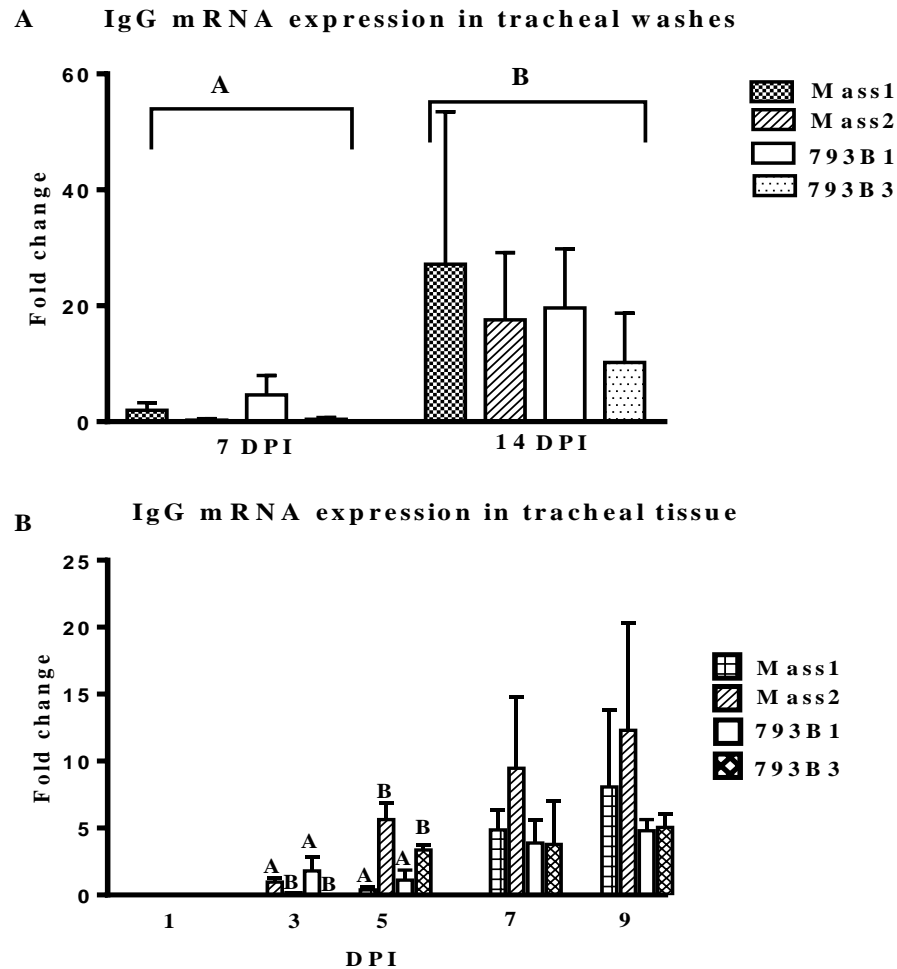 A IgG mRNA expression in tracheal washes
60
40
20
0
Fold change
A
B
7 DPI
14 DPI
Mass1
Mass2
793B1
793B3
B IgG mRNA expression in tracheal tissue
25
20
15
10
5
0
Fold change
A
B
A
B
A
B
A
B
1 3 5 7 9
DPI
Mass1
Mass2
793B1
793B3